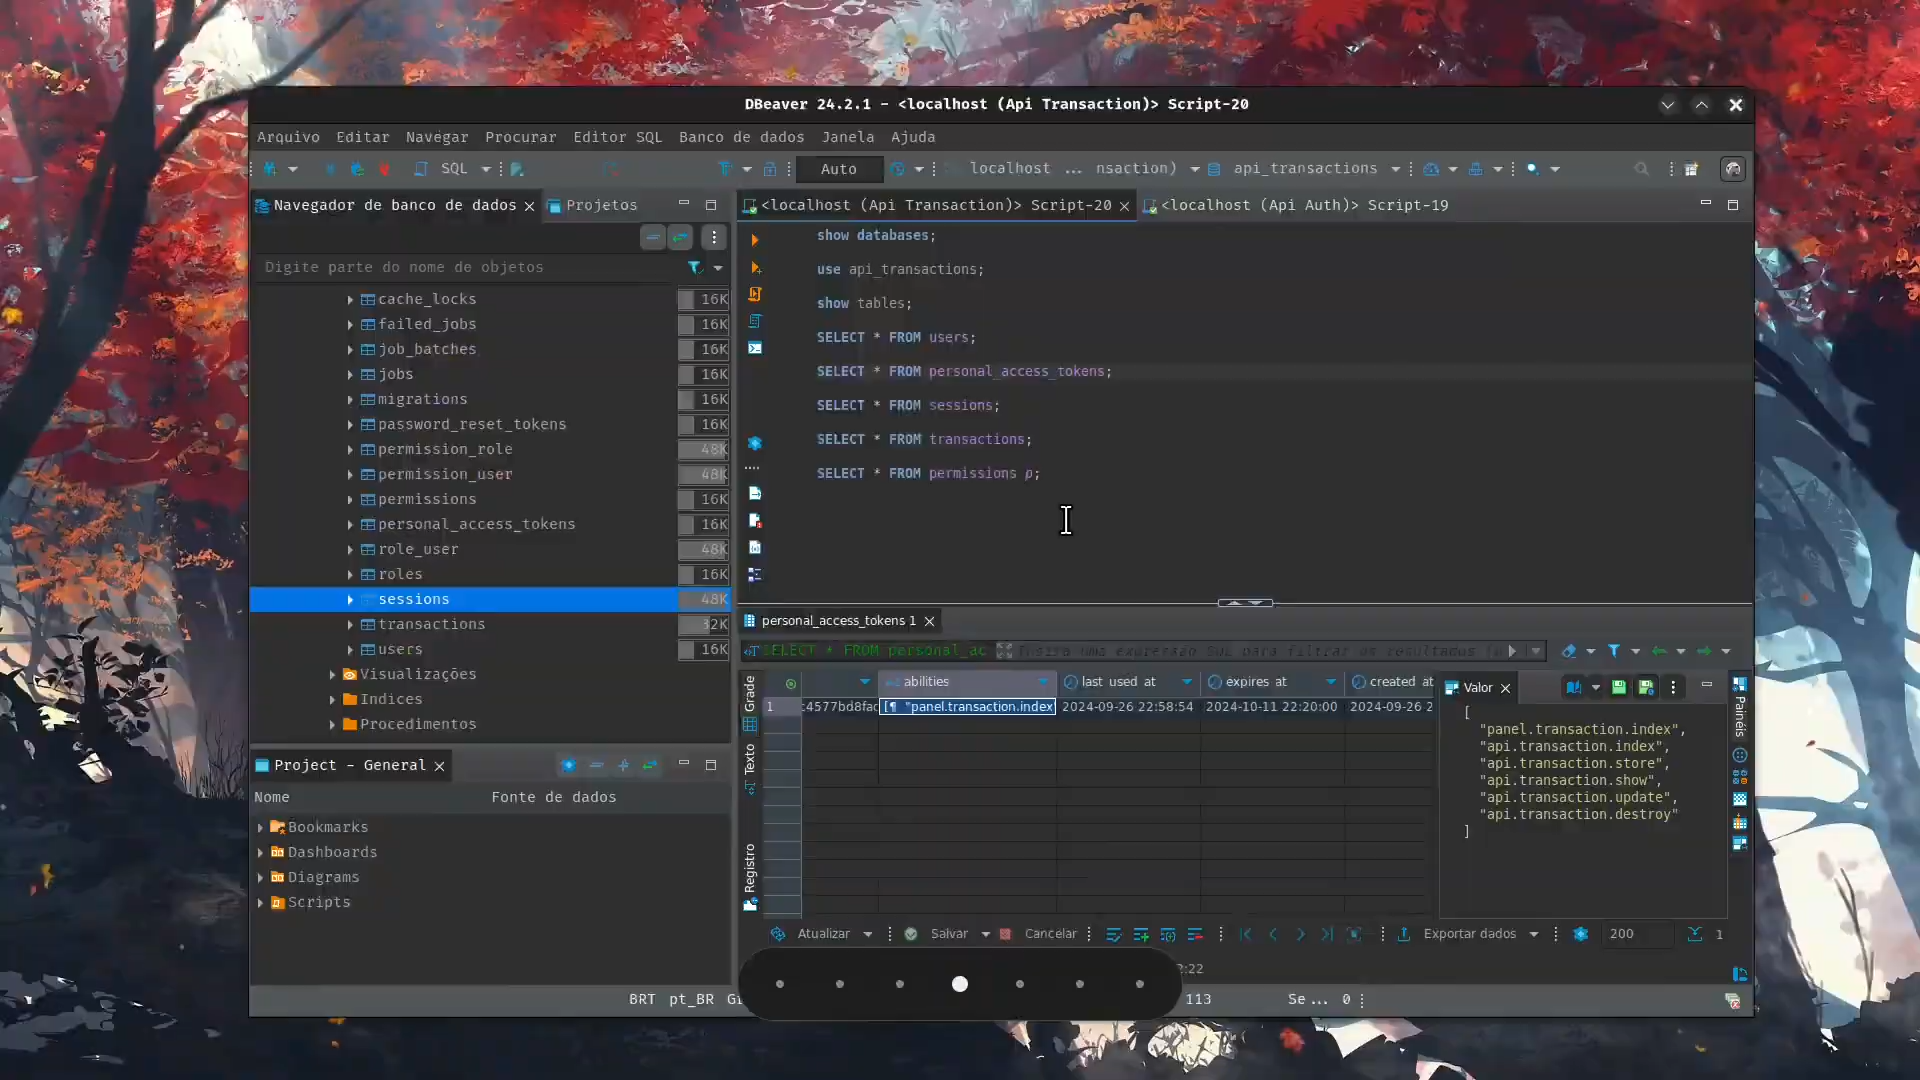 DBeaver 24.2.1 - <localhost (Api Transaction)> Script-20
Arquivo Editar Navegar Procurar Editor SQL Banco de dados Janela Ajuda
SQL Auto localhost ... nsaction) api_transactions
Navegador de banco de dados Projetos
Digite parte do nome de objetos
cache_locks 16K
failed_jobs 16K
job_batches 16K
jobs 16K
migrations 16K
password_reset_tokens 16K
permission_role 48K
permission_user 48K
permissions 16K
personal_access_tokens 16K
role_user 48K
roles 16K
sessions 48K
transactions 32K
users 16K
Visualizações
Indices
Procedimentos
Project - General
Nome Fonte de dados
Bookmarks
Dashboards
Diagrams
Scripts
<localhost (Api Transaction)> Script-20 <localhost (Api Auth)> Script-19
show databases;
use api_transactions;
show tables;
SELECT * FROM users;
SELECT * FROM personal_access_tokens;
SELECT * FROM sessions;
SELECT * FROM transactions;
SELECT * FROM permissions p;
personal_access_tokens 1
SELECT * FROM personal_ac Insira uma expressão SQL para filtrar os resultados
Grade
Texto
Registro
abilities last used at expires at created at
1 :4577bd8fac [¶ "panel.transaction.index 2024-09-26 22:58:54 2024-10-11 22:20:00 2024-09-26 2
Valor
[
"panel.transaction.index",
"api.transaction.index",
"api.transaction.store",
"api.transaction.show",
"api.transaction.update",
"api.transaction.destroy"
]
Painéis
Atualizar Salvar Cancelar Exportar dados 200 1
2:22
BRT pt_BR 113 Se... 0